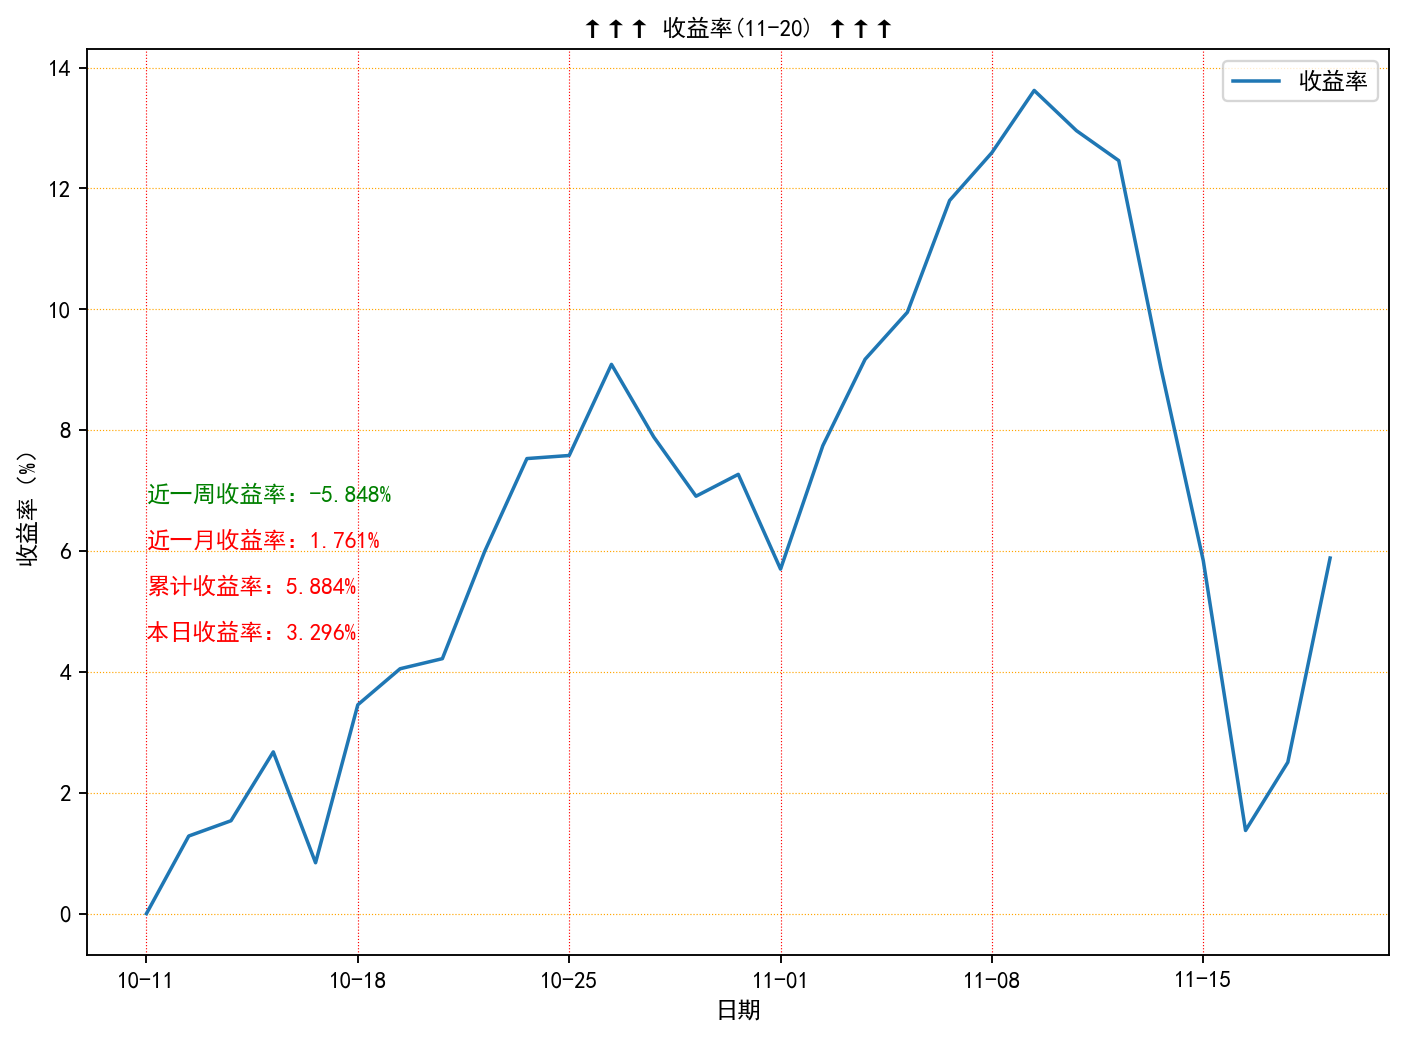 ↑↑↑ 收益率(11-20) ↑↑↑
收益率
14
12
10
8
6
4
2
0
收益率 (%)
近一周收益率：-5.848%
近一月收益率：1.761%
累计收益率：5.884%
本日收益率：3.296%
10-11 10-18 10-25 11-01 11-08 11-15
日期